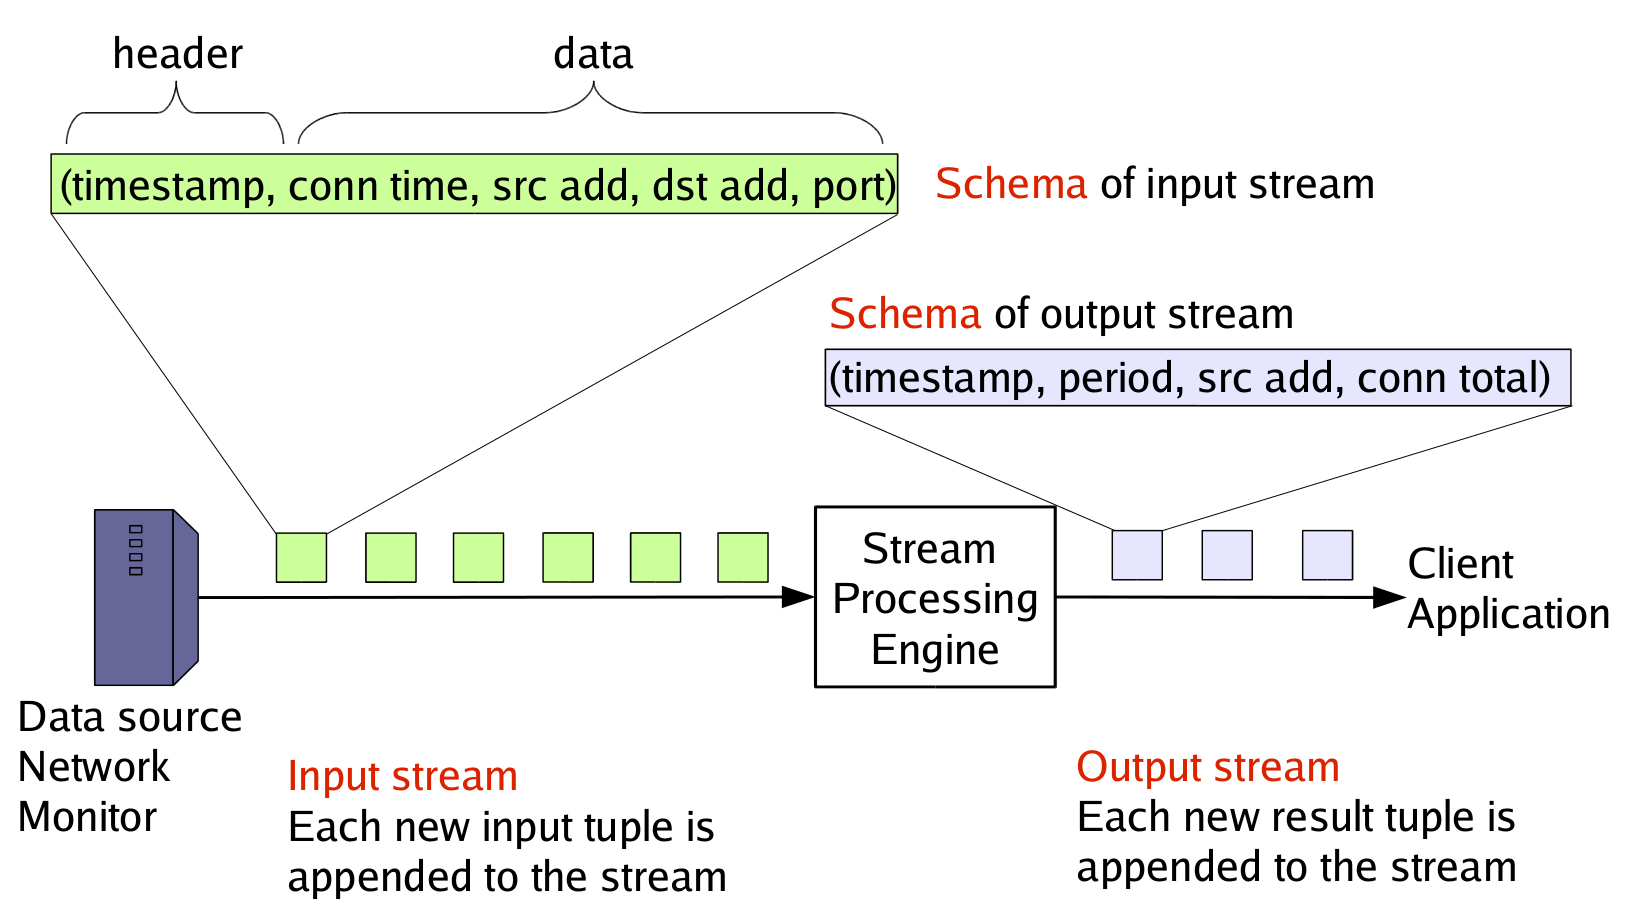 header
data
(timestamp, conn time, src add, dst add, port)
Schema of input stream
Schema of output stream
(timestamp, period, src add, conn total)
Stream
Processing
Engine
Client
Application
Data source
Network
Monitor
Input stream
Each new input tuple is
appended to the stream
Output stream
Each new result tuple is
appended to the stream